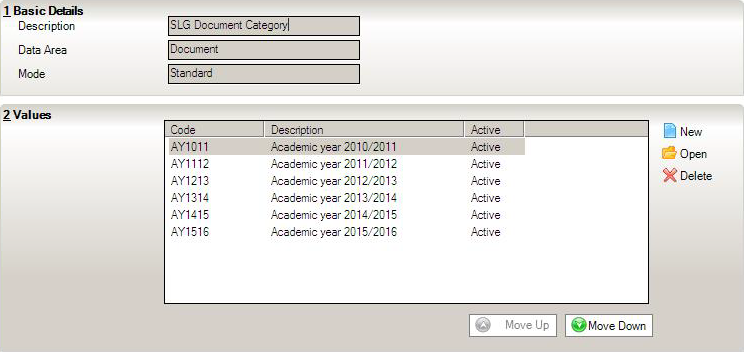 1 Basic Details
Description SLG Document Category
Data Area Document
Mode Standard
2 Values
Code Description Active
AY1011 Academic year 2010/2011 Active
AY1112 Academic year 2011/2012 Active
AY1213 Academic year 2012/2013 Active
AY1314 Academic year 2013/2014 Active
AY1415 Academic year 2014/2015 Active
AY1516 Academic year 2015/2016 Active
New
Open
Delete
Move Up Move Down